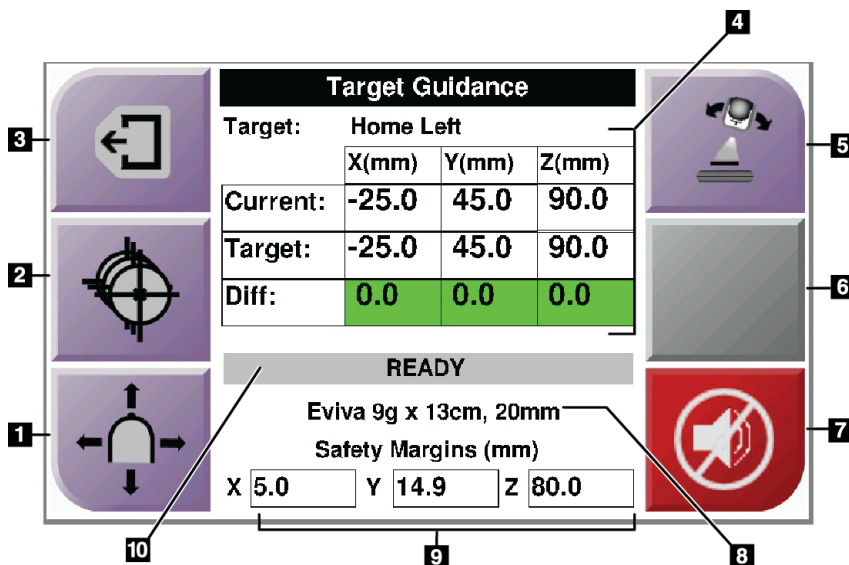 4
Target Guidance
Target: Home Left
X(mm) Y(mm) Z(mm)
Current: -25.0 45.0 90.0
Target: -25.0 45.0 90.0
Diff: 0.0 0.0 0.0
READY
Eviva 9g x 13cm, 20mm
Safety Margins (mm)
X 5.0 Y 14.9 Z 80.0
3
2
1
5
6
7
10
9
8